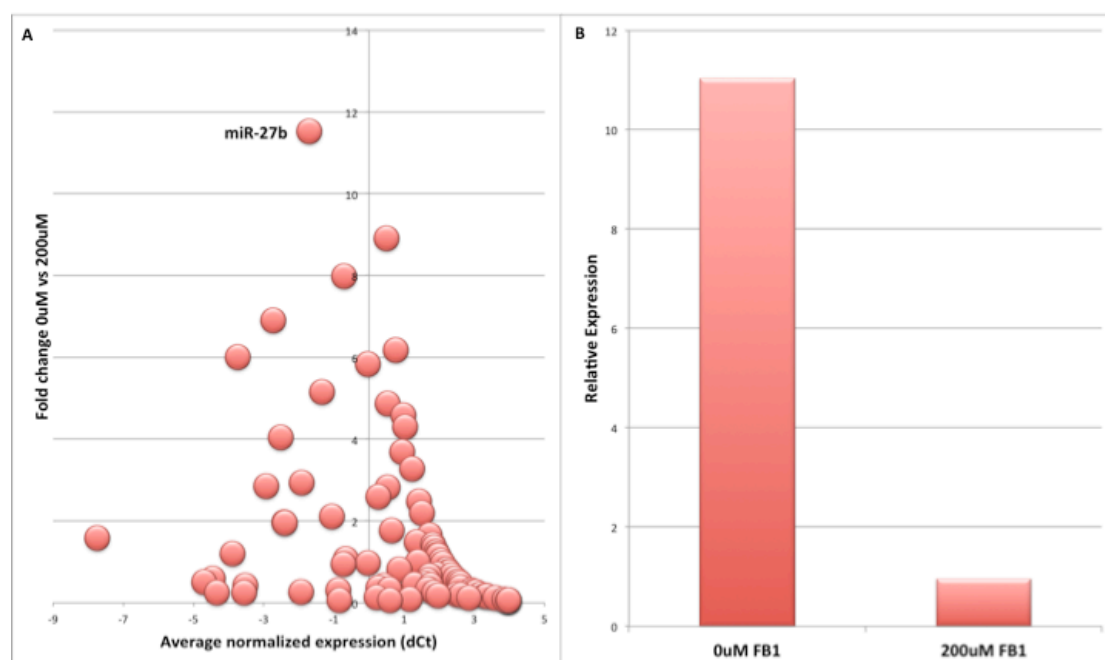 A
14
12
miR-27b
10
8
6
4
2
0
-9 -7 -5 -3 -1 1 3 5
Fold change 0uM vs 200uM
Average normalized expression (dCt)
B
12
10
8
6
4
2
0
Relative Expression
0uM FB1 200uM FB1